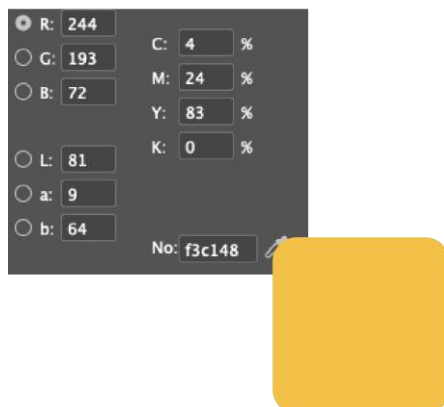 R: 244
G: 193
B: 72
L: 81
a: 9
b: 64
C: 4 %
M: 24 %
Y: 83 %
K: 0 %
No: f3c148